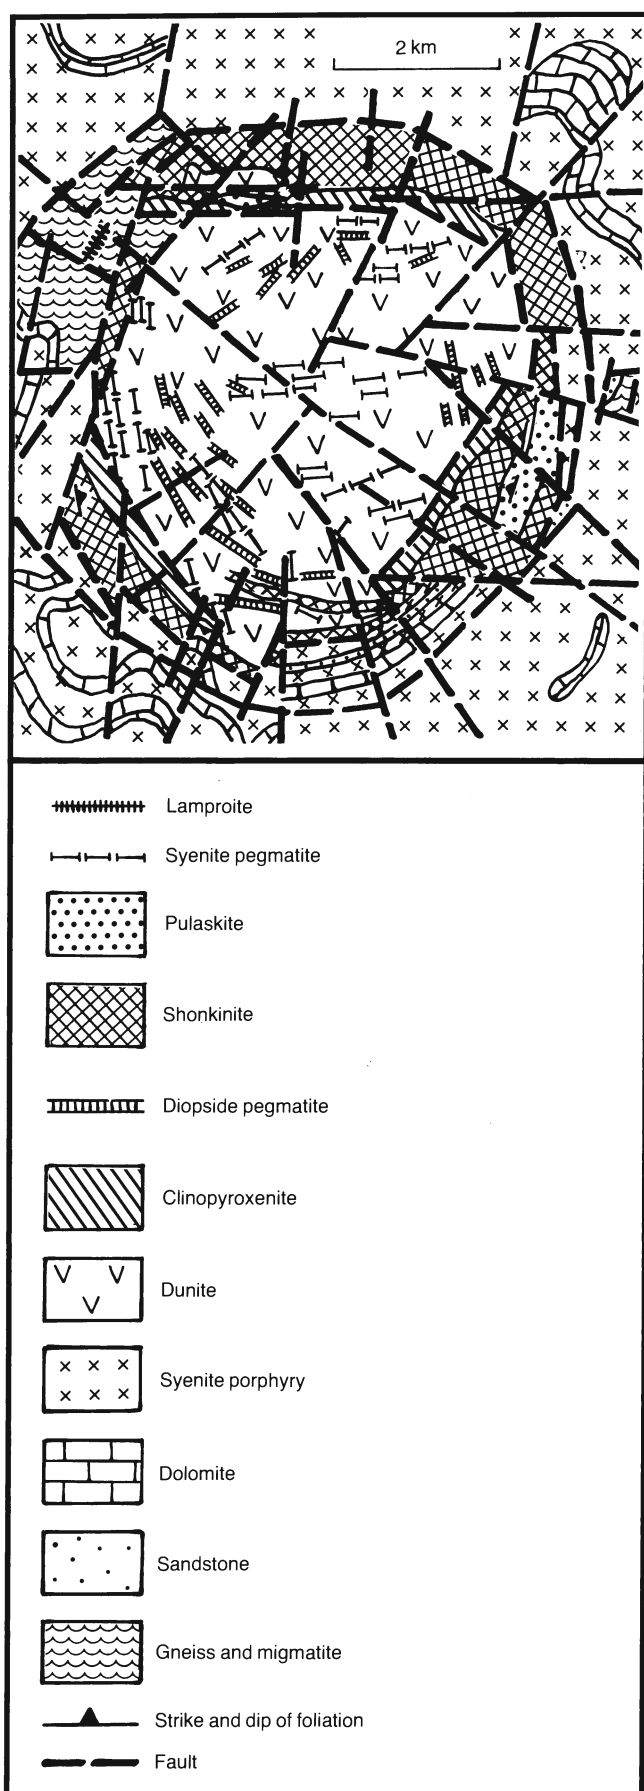 2 km
Lamproite
Syenite pegmatite
Pulaskite
Shonkinite
Diopside pegmatite
Clinopyroxenite
Dunite
Syenite porphyry
Dolomite
Sandstone
Gneiss and migmatite
Strike and dip of foliation
Fault